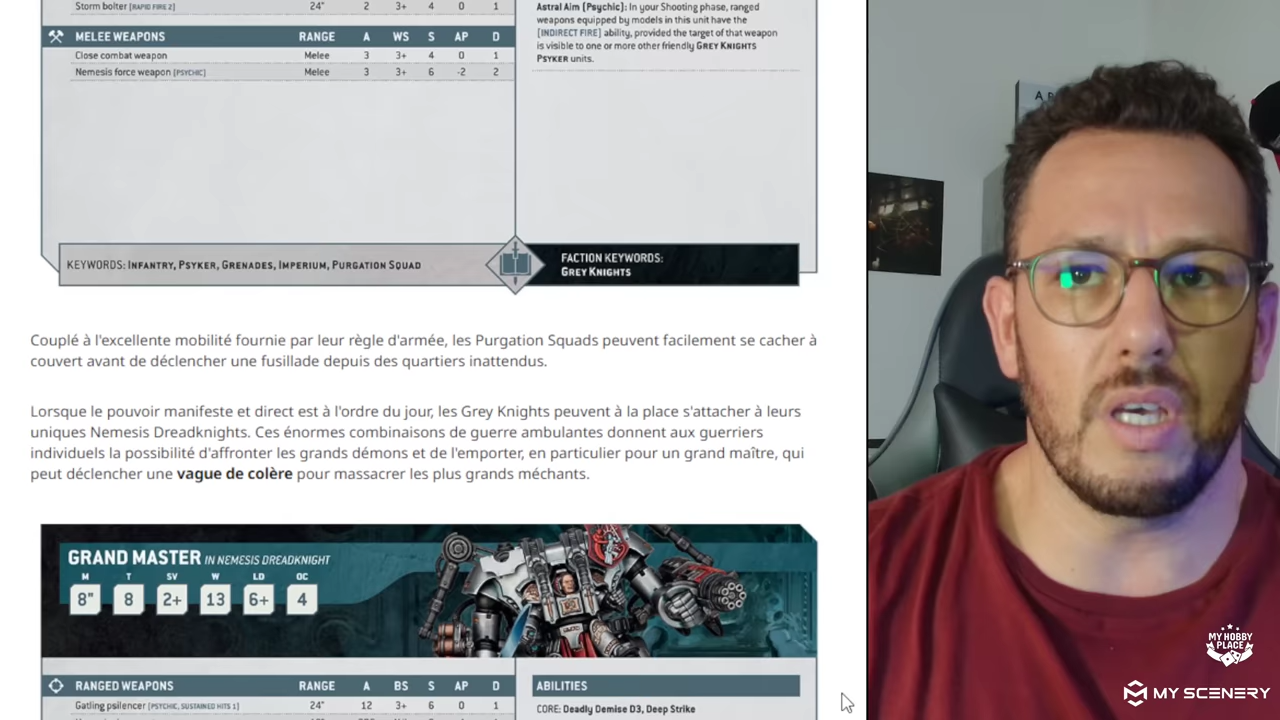 Storm bolter [RAPID FIRE 2] 24" 2 3+ 4 0 1
MELEE WEAPONS RANGE A WS S AP D
Close combat weapon Melee 3 3+ 4 0 1
Nemesis force weapon [PSYCHIC] Melee 3 3+ 6 -2 2
Astral Aim (Psychic): In your Shooting phase, ranged
weapons equipped by models in this unit have the
[INDIRECT FIRE] ability, provided the target of that weapon
is visible to one or more other friendly GREY KNIGHTS
PSYKER units.
KEYWORDS: INFANTRY, PSYKER, GRENADES, IMPERIUM, PURGATION SQUAD
FACTION KEYWORDS:
GREY KNIGHTS
Couplé à l'excellente mobilité fournie par leur règle d'armée, les Purgation Squads peuvent facilement se cacher à
couvert avant de déclencher une fusillade depuis des quartiers inattendus.
Lorsque le pouvoir manifeste et direct est à l'ordre du jour, les Grey Knights peuvent à la place s'attacher à leurs
uniques Nemesis Dreadknights. Ces énormes combinaisons de guerre ambulantes donnent aux guerriers
individuels la possibilité d'affronter les grands démons et de l'emporter, en particulier pour un grand maître, qui
peut déclencher une vague de colère pour massacrer les plus grands méchants.
GRAND MASTER IN NEMESIS DREADKNIGHT
M T SV W LD OC
8" 8 2+ 13 6+ 4
RANGED WEAPONS RANGE A BS S AP D
Gatling psilencer [PSYCHIC, SUSTAINED HITS 1] 24" 12 3+ 6 0 1
ABILITIES
CORE: Deadly Demise D3, Deep Strike
MY HOBBY
PLACE
MY SCENERY